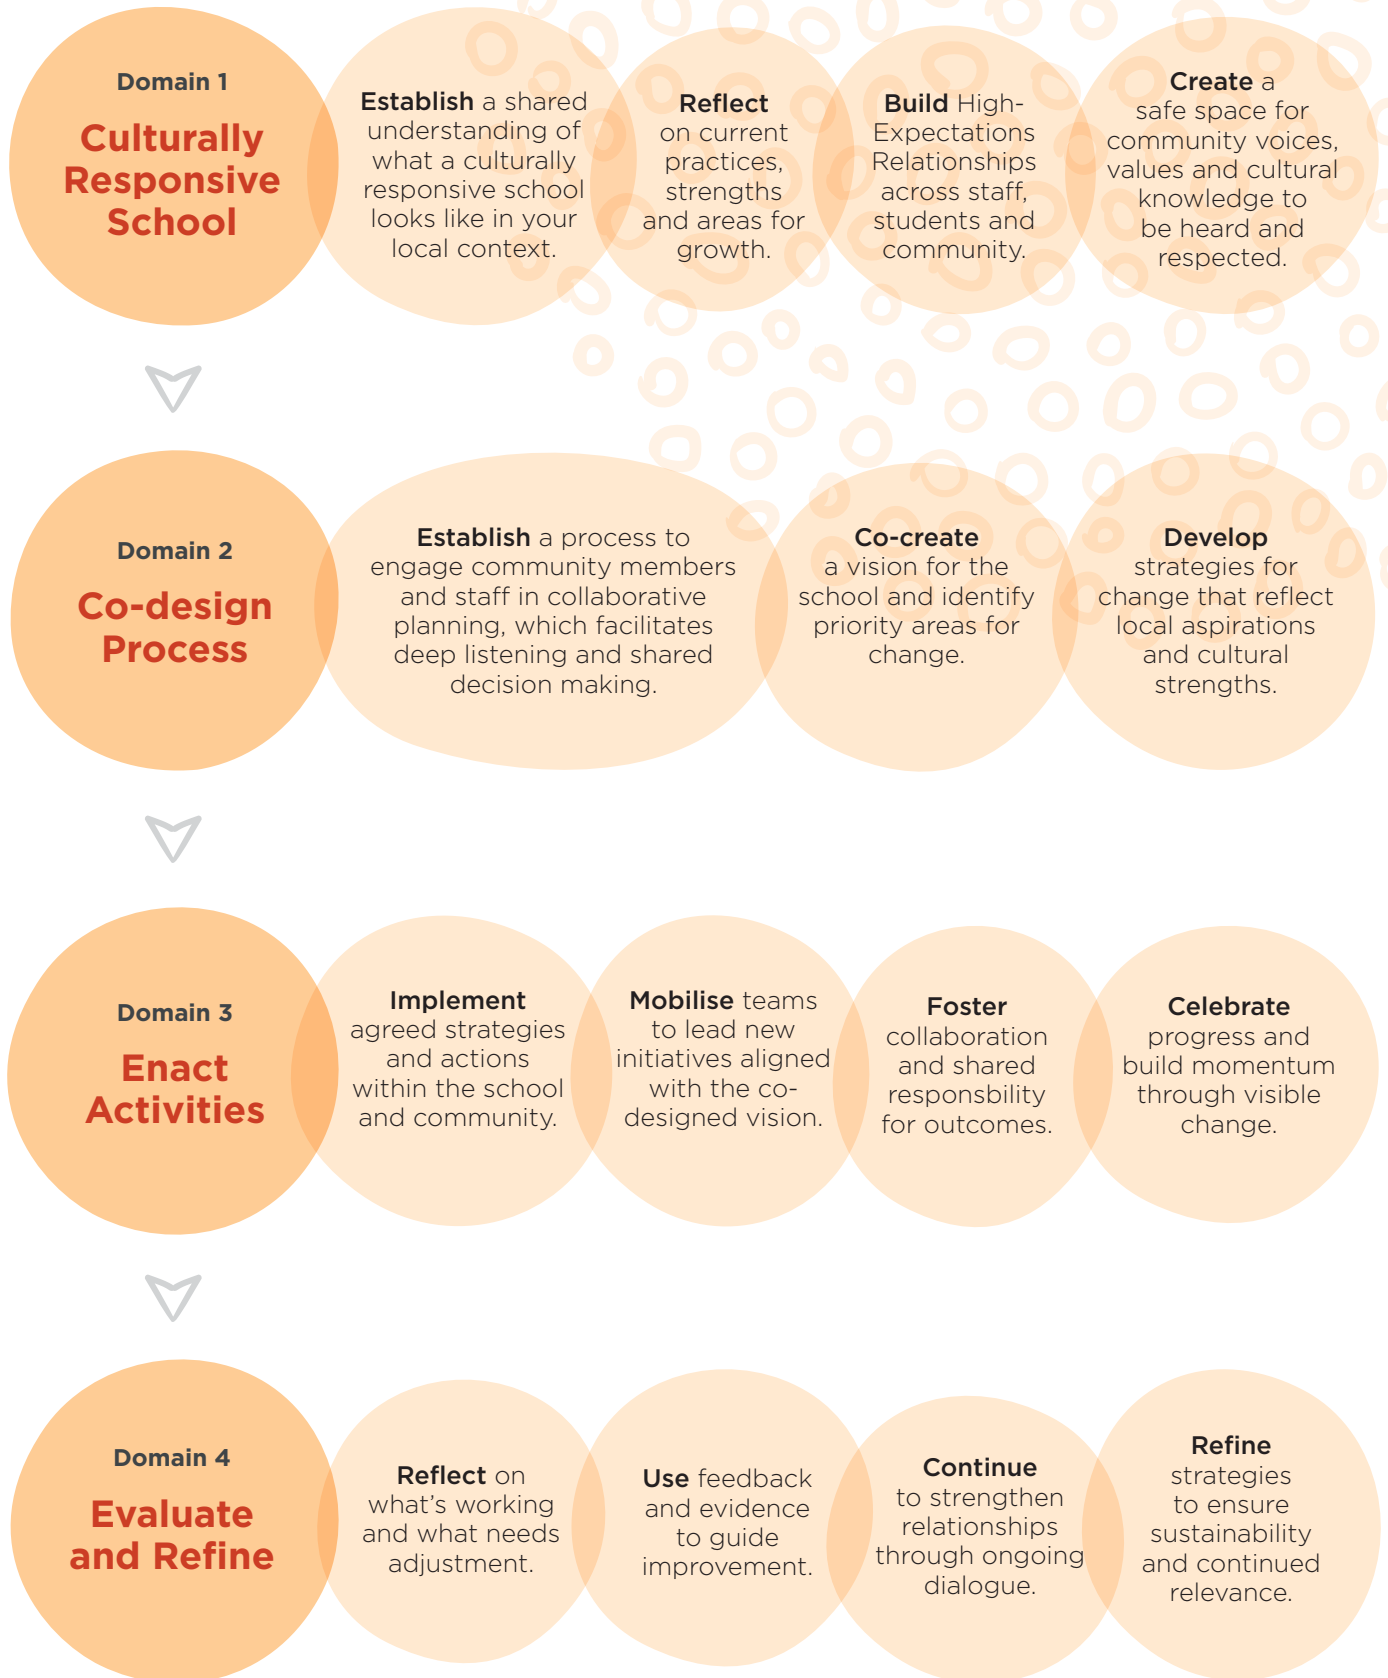 Domain 1
Culturally
Responsive
School
Establish a shared
understanding of
what a culturally
responsive school
looks like in your
local context.
Reflect
on current
practices,
strengths
and areas for
growth.
Build High-
Expectations
Relationships
across staff,
students and
community.
Create a
safe space for
community voices,
values and cultural
knowledge to
be heard and
respected.
Domain 2
Co-design
Process
Establish a process to
engage community members
and staff in collaborative
planning, which facilitates
deep listening and shared
decision making.
Co-create
a vision for the
school and identify
priority areas for
change.
Develop
strategies for
change that reflect
local aspirations
and cultural
strengths.
Domain 3
Enact
Activities
Implement
agreed strategies
and actions
within the school
and community.
Mobilise teams
to lead new
initiatives aligned
with the co-
designed vision.
Foster
collaboration
and shared
responsbility
for outcomes.
Celebrate
progress and
build momentum
through visible
change.
Domain 4
Evaluate
and Refine
Reflect on
what's working
and what needs
adjustment.
Use feedback
and evidence
to guide
improvement.
Continue
to strengthen
relationships
through ongoing
dialogue.
Refine
strategies
to ensure
sustainability
and continued
relevance.